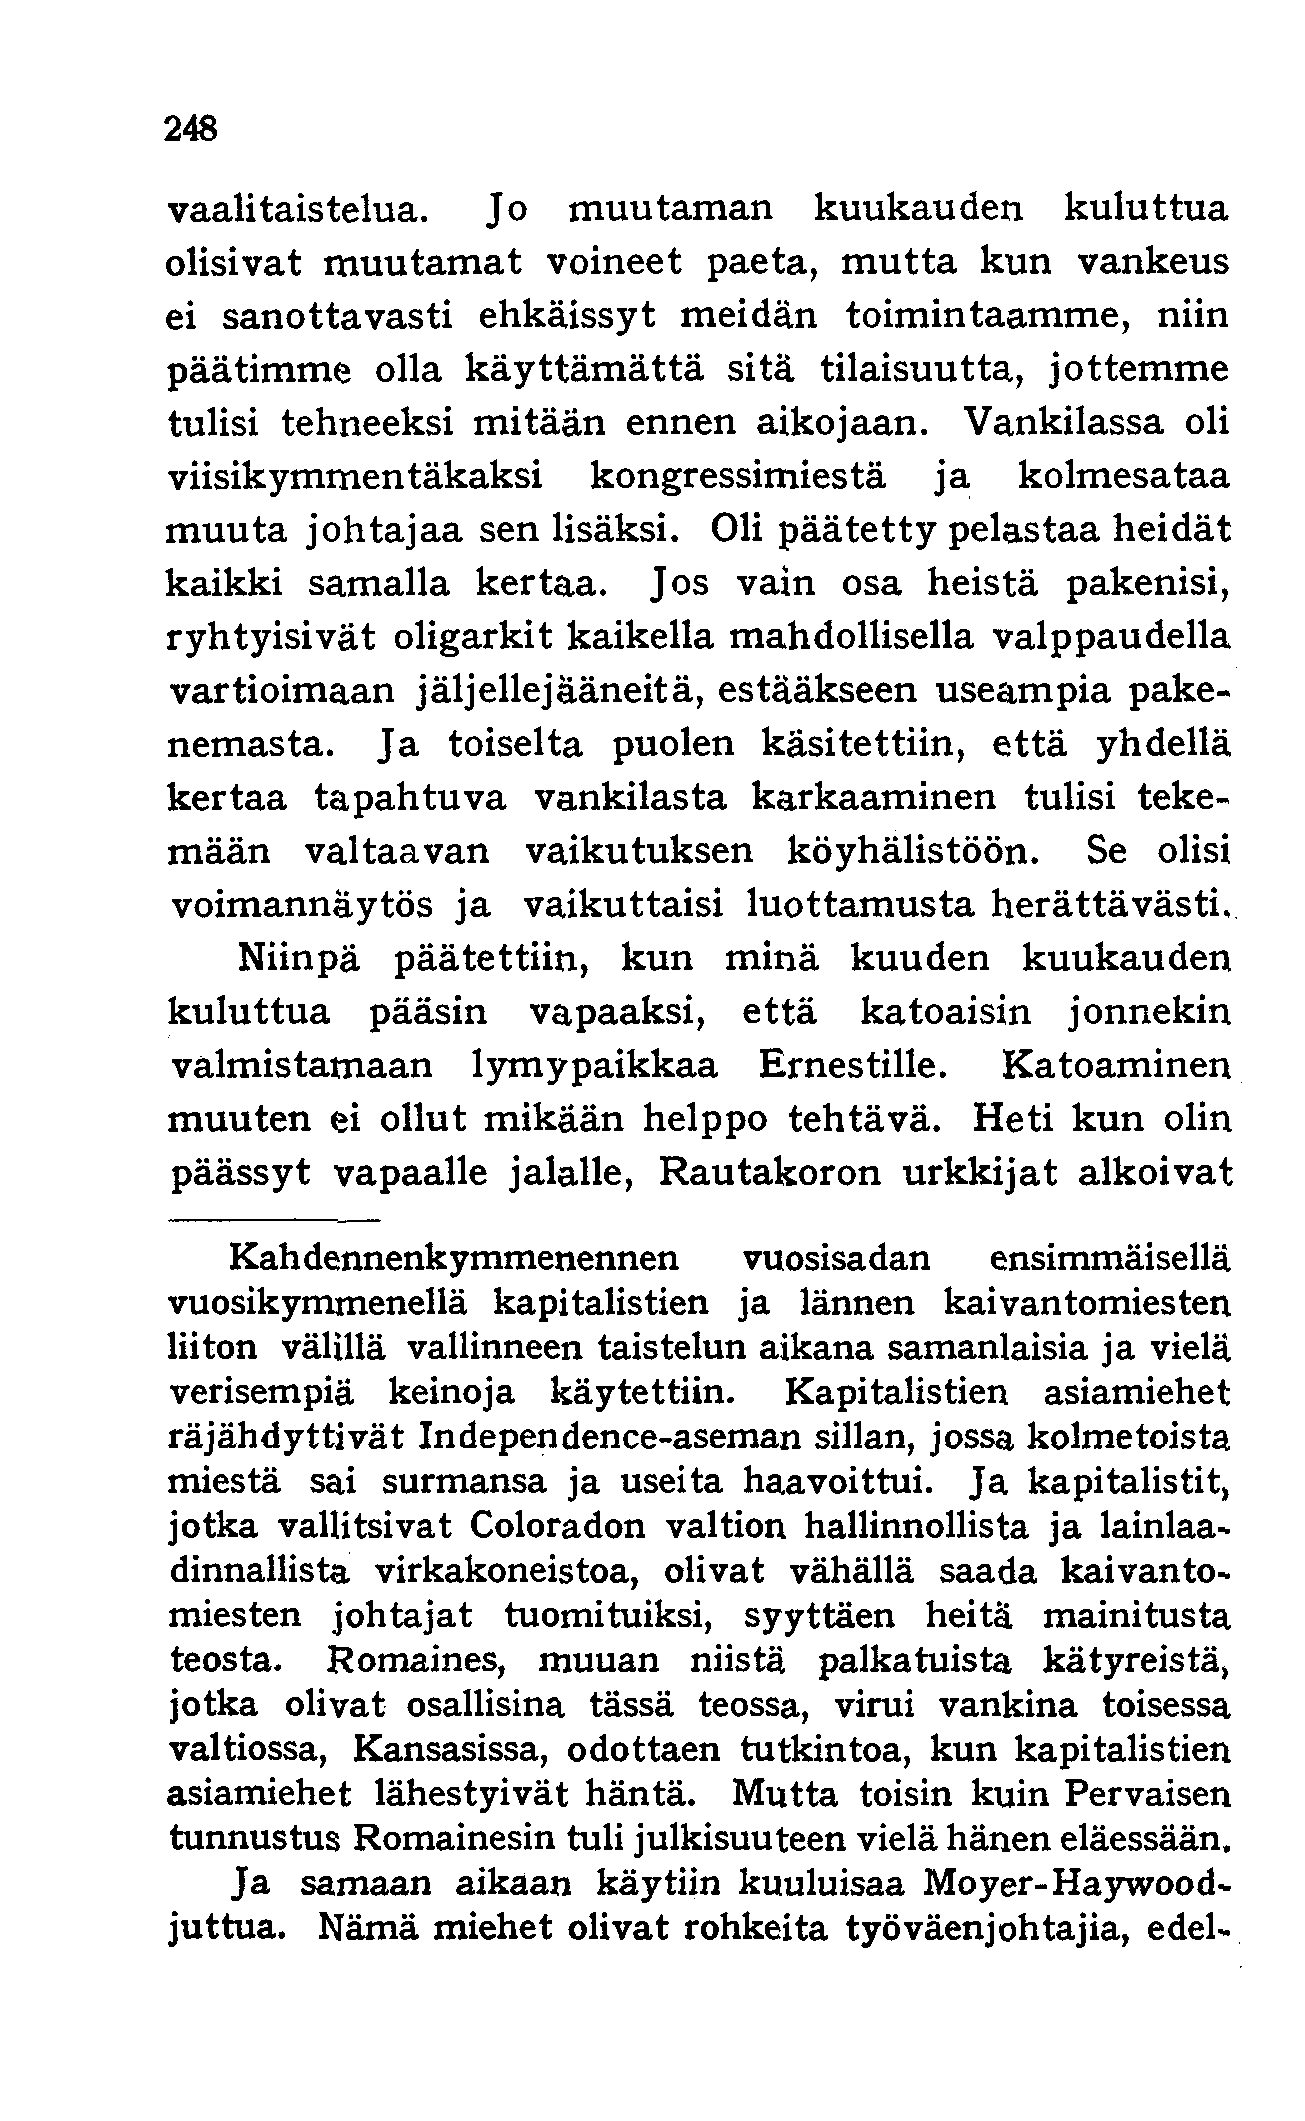 248
vaalitaistelua. Jo muutaman kuukauden kuluttua
olisivat muutamat voineet paeta, mutta kun vankeus
ei sanottavasti ehkäissyt meidän toimintaamme, niin
päätimme olla käyttämättä sitä tilaisuutta, jottemme
tulisi tehneeksi mitään ennen aikojaan. Vankilassa oli
viisikymmentäkaksi kongressimiestä ja kolmesataa
muuta johtajaa sen lisäksi. Oli päätetty pelastaa heidät
kaikki samalla kertaa. Jos vain osa heistä pakenisi,
ryhtyisivät oligarkit kaikella mahdollisella valppaudella
vartioimaan jäljellejääneitä, estääkseen useampia pake-
nemasta. Ja toiselta puolen käsitettiin, että yhdellä
kertaa tapahtuva vankilasta karkaaminen tulisi teke-
mään valtaavan vaikutuksen köyhälistöön. Se olisi
voimannäytös ja vaikuttaisi luottamusta herättävästi.
Niinpä päätettiin, kun minä kuuden kuukauden
kuluttua pääsin vapaaksi, että katoaisin jonnekin
valmistamaan lymypaikkaa Ernestille. Katoaminen
muuten ei ollut mikään helppo tehtävä. Heti kun olin
päässyt vapaalle jalalle, Rautakoron urkkijat alkoivat
Kahdennenkymmenennen vuosisadan ensimmäisellä
vuosikymmenellä kapitalistien ja lännen kaivantomiesten
liiton välillä vallinneen taistelun aikana samanlaisia ja vielä
verisempiä keinoja käytettiin. Kapitalistien asiamiehet
räjähdyttivät Independence-aseman sillan, jossa kolmetoista
miestä sai surmansa ja useita haavoittui. Ja kapitalistit,
jotka vallitsivat Coloradon valtion hallinnollista ja lainlaa-
dinnallista virkakoneistoa, olivat vähällä saada kaivanto-
miesten johtajat tuomituiksi, syyttäen heitä mainitusta
teosta. Romaines, muuan niistä palkatuista kätyreistä,
jotka olivat osallisina tässä teossa, virui vankina toisessa
valtiossa, Kansasissa, odottaen tutkintoa, kun kapitalistien
asiamiehet lähestyivät häntä. Mutta toisin kuin Pervaisen
tunnustus Romainesin tuli julkisuuteen vielä hänen eläessään.
Ja samaan aikaan käytiin kuuluisaa Moyer-Haywood-
juttua. Nämä miehet olivat rohkeita työväenjohtajia, edel-